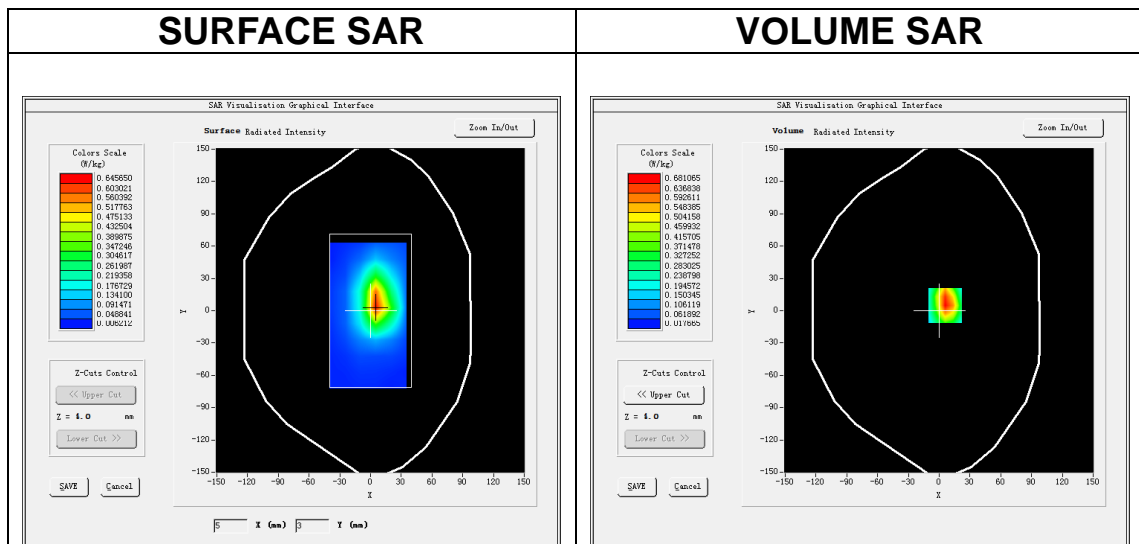 SURFACE SAR
VOLUME SAR
SAR Visualisation Graphical Interface
Surface Radiated Intensity
Zoom In/Out
Colors Scale
(W/kg)
0.645650
0.603021
0.560392
0.517763
0.475133
0.432504
0.389875
0.347246
0.304617
0.261987
0.219358
0.176729
0.134100
0.091471
0.048841
0.006212
150
120
90
60
30
0
-30
-60
-90
-120
-150
Y
-150 -120 -90 -60 -30 0 30 60 90 120 150
X
Z-Cuts Control
<< Upper Cut
Z = 4.0 mm
Lower Cut >>
SAVE Cancel
5 X (mm) 3 Y (mm)
SAR Visualisation Graphical Interface
Volume Radiated Intensity
Zoom In/Out
Colors Scale
(W/kg)
0.681065
0.636838
0.592611
0.548385
0.504158
0.459932
0.415705
0.371478
0.327252
0.283025
0.238798
0.194572
0.150345
0.106119
0.061892
0.017665
150
120
90
60
30
0
-30
-60
-90
-120
-150
Y
-150 -120 -90 -60 -30 0 30 60 90 120 150
X
Z-Cuts Control
<< Upper Cut
Z = 4.0 mm
Lower Cut >>
SAVE Cancel